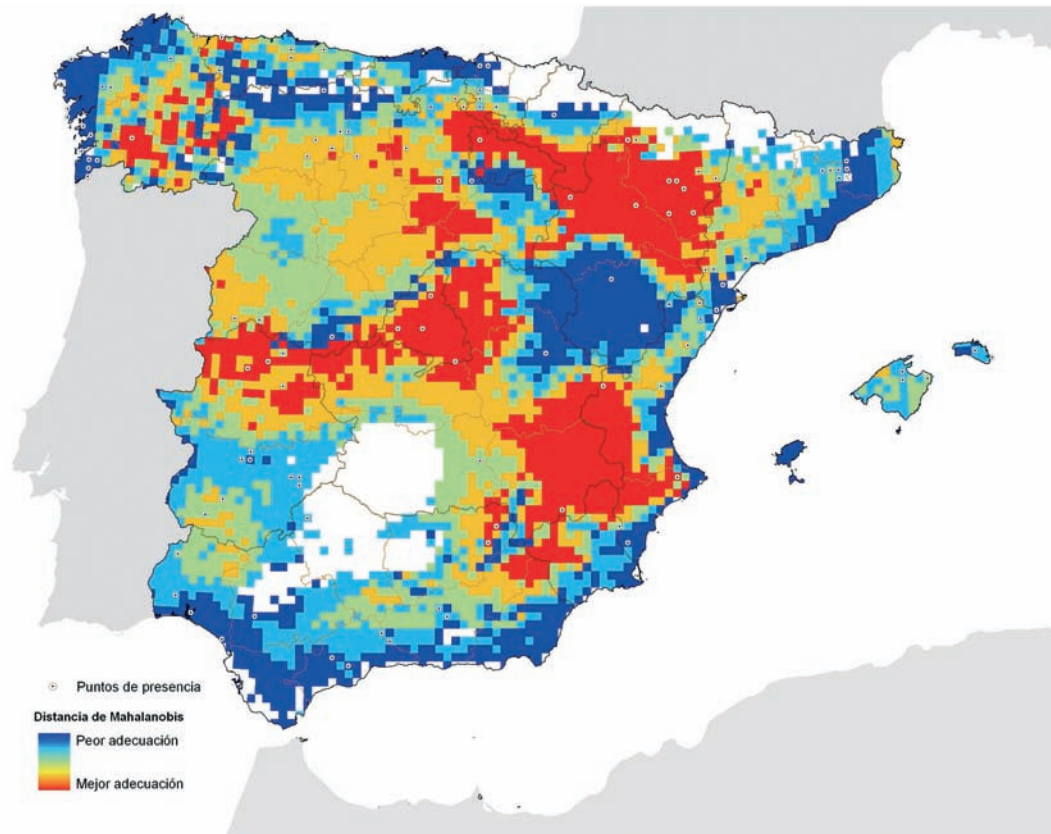 Puntos de presencia
Distancia de Mahalanobis
Peor adecuación
Mejor adecuación